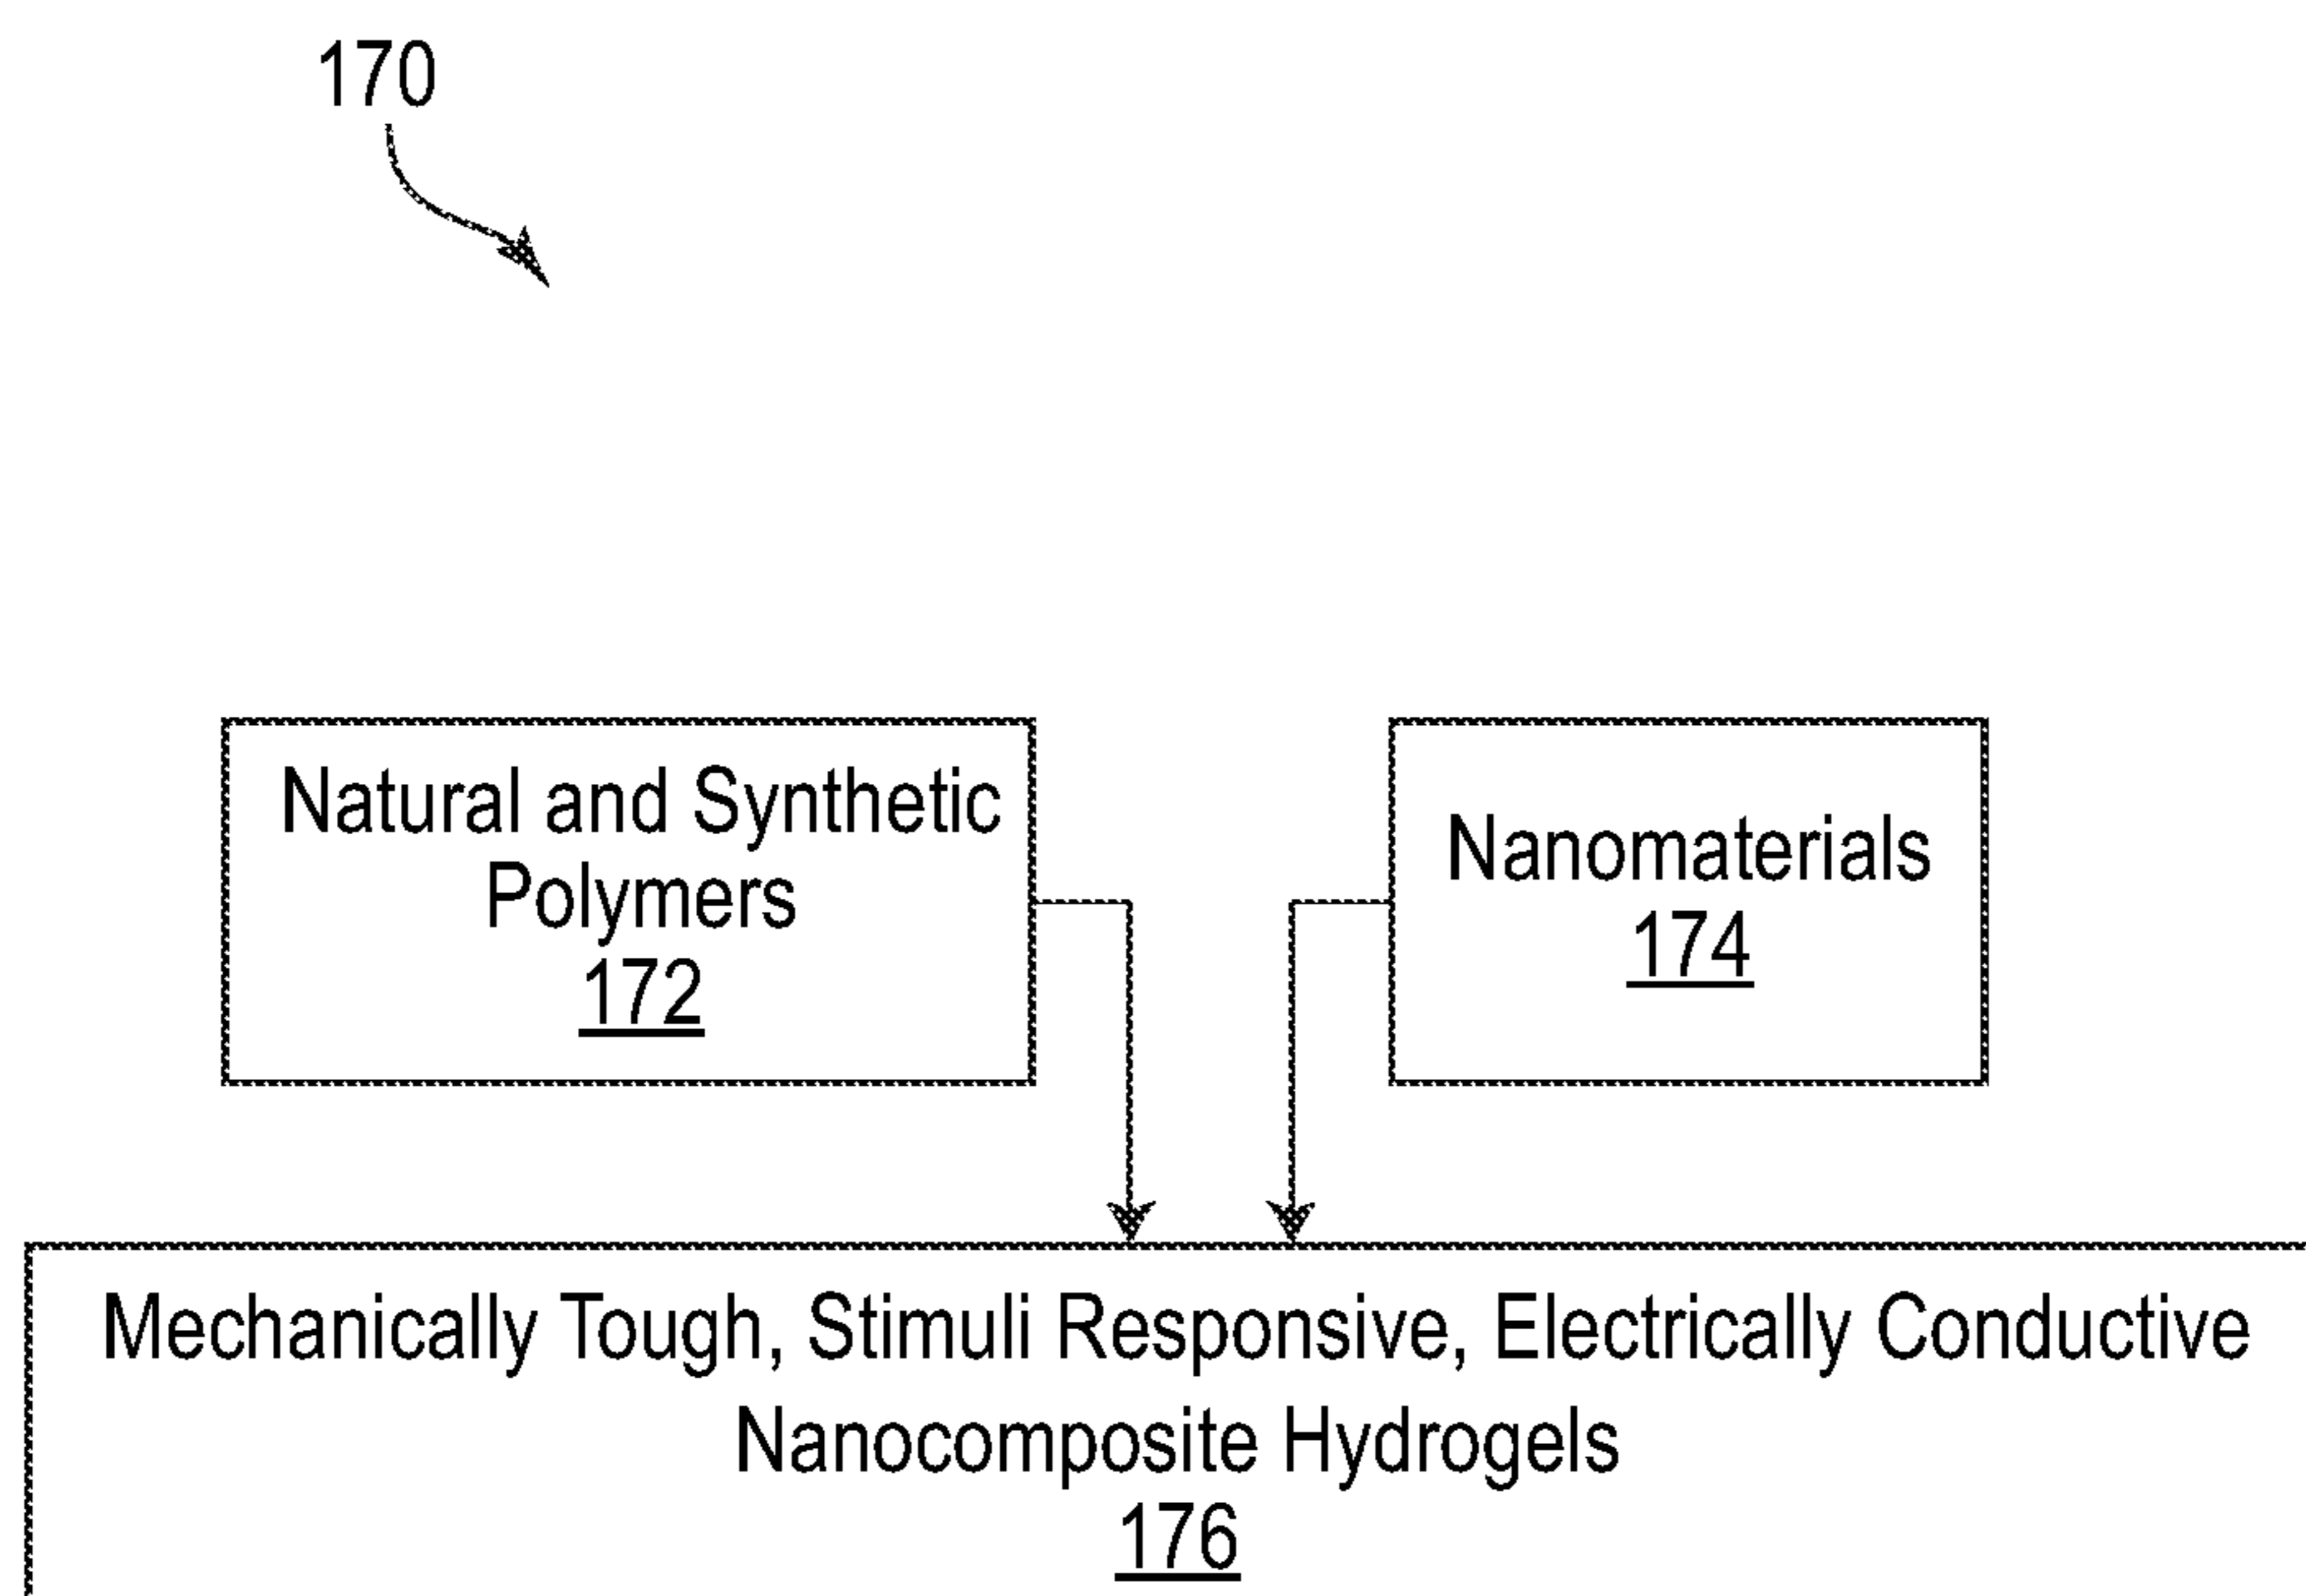 170
Natural and Synthetic
Polymers
172
Nanomaterials
174
Mechanically Tough, Stimuli Responsive, Electrically Conductive
Nanocomposite Hydrogels
176